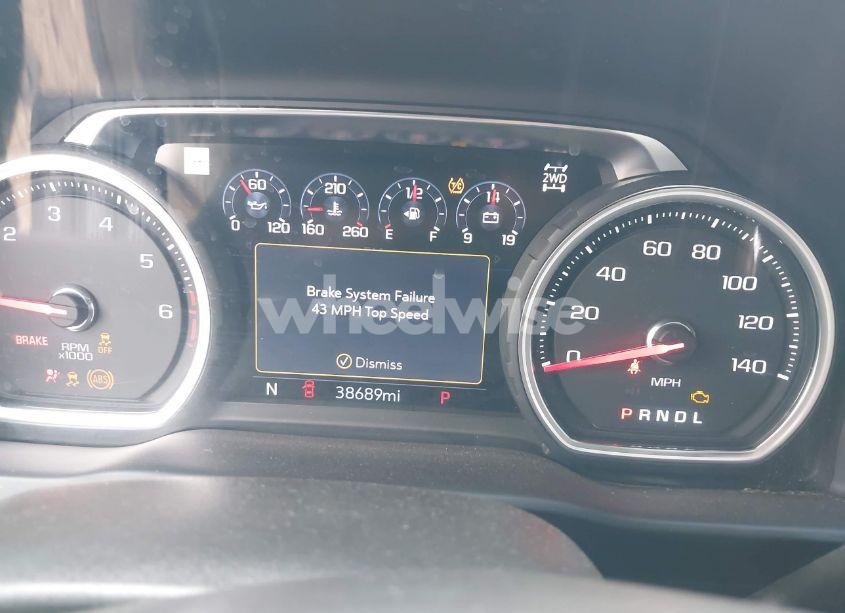 2 3 4 5 6
BRAKE
RPM
x1000
OFF
ABS
60
0 120
210
160 260
1/2
E F
14
9 19
2WD
Brake System Failure
43 MPH Top Speed
Dismiss
N 38689mi P
0 20 40 60 80 100 120 140
MPH
P R N D L
wheelwise